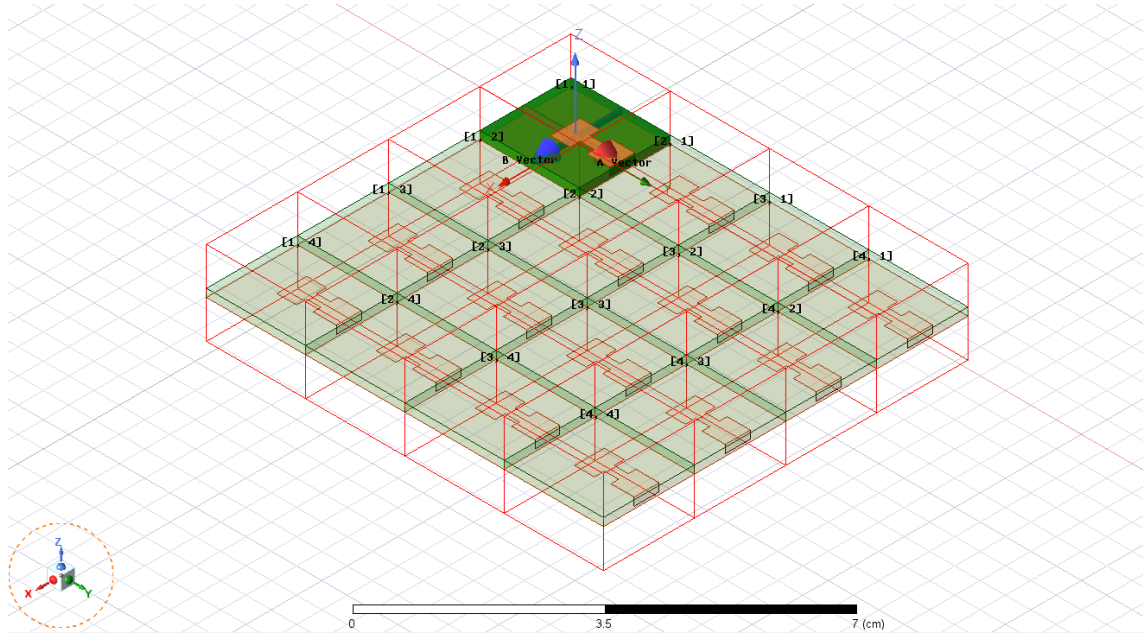 Z
[1, 1]
[1, 2]
[2, 1]
B Vector
A Vector
[1, 3]
[2, 2]
[3, 1]
[1, 4]
[2, 3]
[3, 2]
[4, 1]
[2, 4]
[3, 3]
[4, 2]
[3, 4]
[4, 3]
[4, 4]
Z
X
Y
0
3.5
7 (cm)